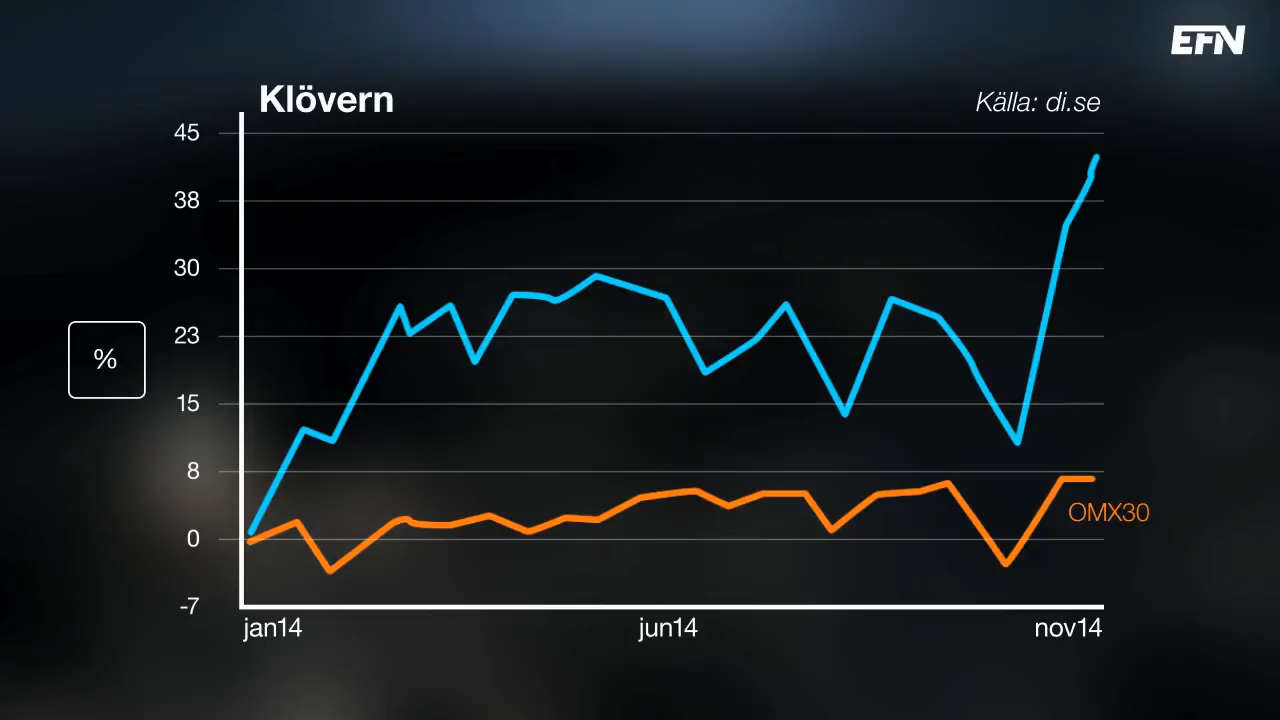 EFN
Klövern
Källa: di.se
45
38
30
23
%
15
8
OMX30
0
-7
jan14
jun14
nov14